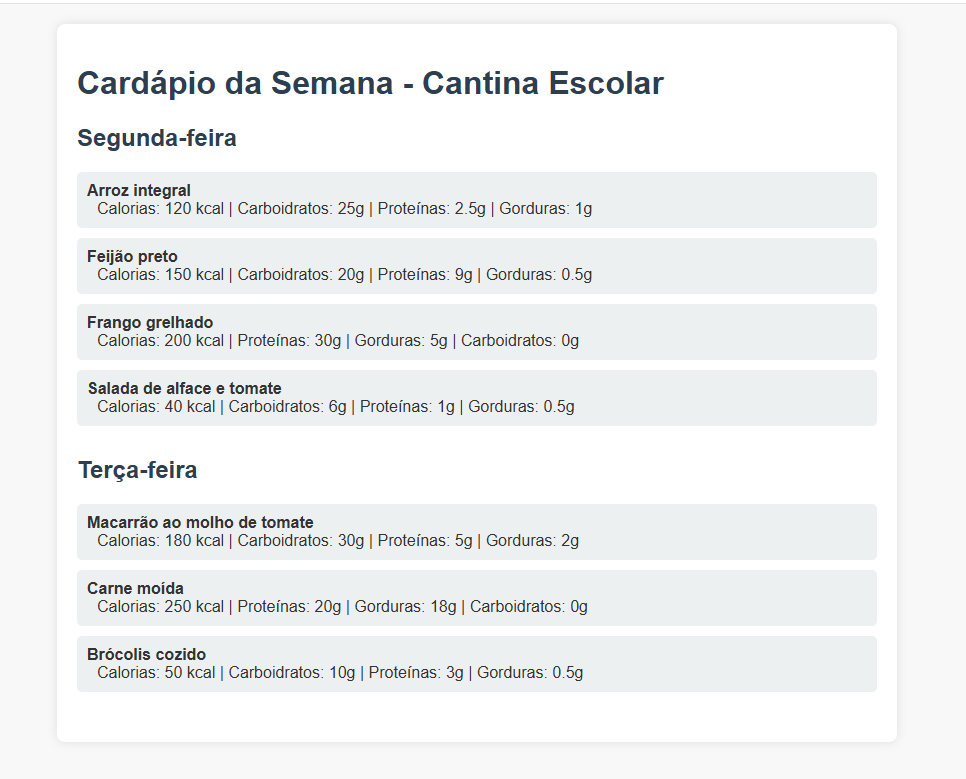 Cardápio da Semana - Cantina Escolar
Segunda-feira
Arroz integral
Calorias: 120 kcal | Carboidratos: 25g | Proteínas: 2.5g | Gorduras: 1g
Feijão preto
Calorias: 150 kcal | Carboidratos: 20g | Proteínas: 9g | Gorduras: 0.5g
Frango grelhado
Calorias: 200 kcal | Proteínas: 30g | Gorduras: 5g | Carboidratos: 0g
Salada de alface e tomate
Calorias: 40 kcal | Carboidratos: 6g | Proteínas: 1g | Gorduras: 0.5g
Terça-feira
Macarrão ao molho de tomate
Calorias: 180 kcal | Carboidratos: 30g | Proteínas: 5g | Gorduras: 2g
Carne moída
Calorias: 250 kcal | Proteínas: 20g | Gorduras: 18g | Carboidratos: 0g
Brócolis cozido
Calorias: 50 kcal | Carboidratos: 10g | Proteínas: 3g | Gorduras: 0.5g